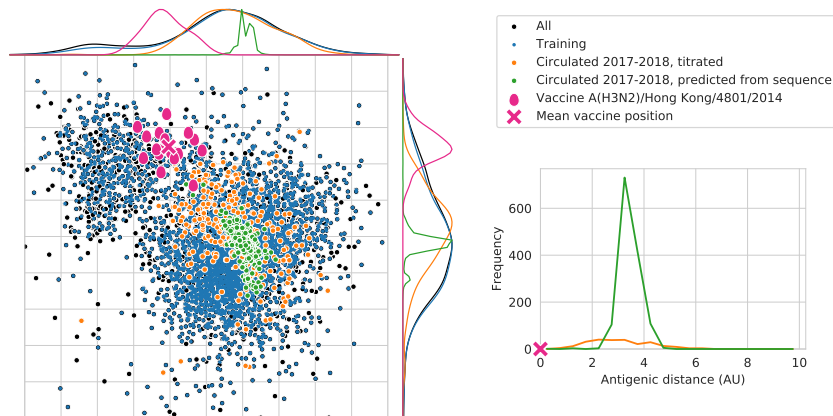 All
Training
Circulated 2017-2018, titrated
Circulated 2017-2018, predicted from sequence
Vaccine A(H3N2)/Hong Kong/4801/2014
Mean vaccine position
Frequency
600
400
200
0
0 2 4 6 8 10
Antigenic distance (AU)